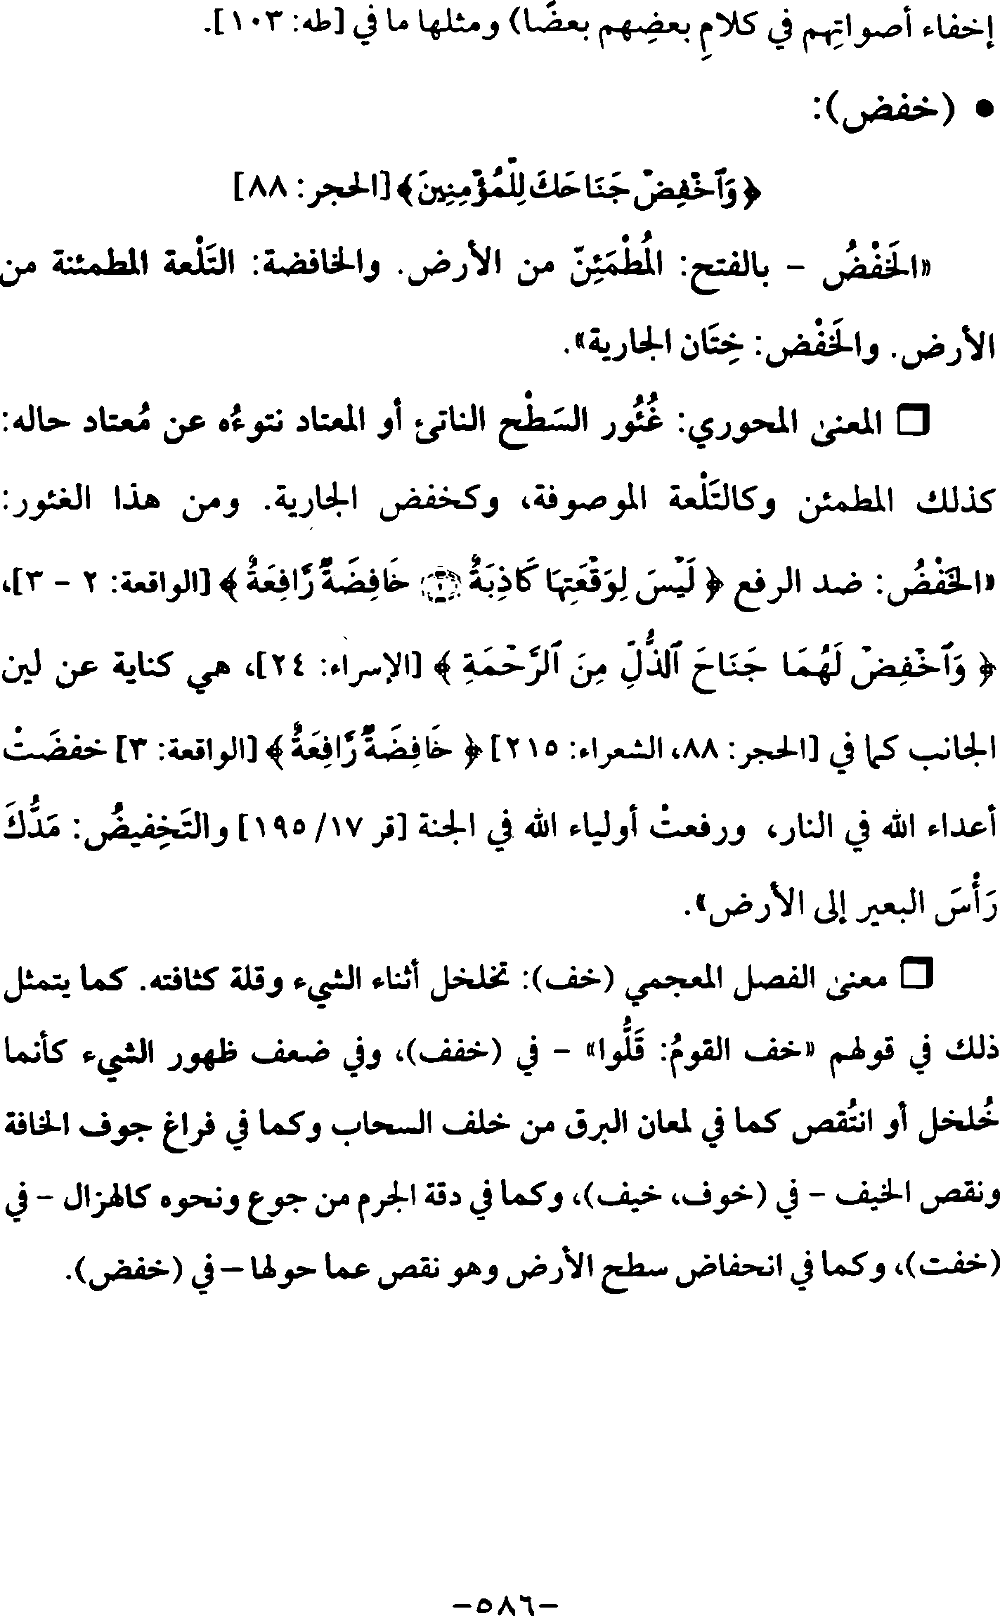 إخفاء أصواتِهم في كلامِ بعضِهم بعضًا) ومثلها ما في [طه: ١٠٣].
• (خفض):
﴿وَٱخْفِضْ جَنَاحَكَ لِلْمُؤْمِنِينَ﴾ [الحجر: ٨٨]
«الخَفْضُ – بالفتح: المُطْمَئِنّ من الأرض. والخافضة: التَلْعة المطمئنة من
الأرض. والخَفْض: خِتَان الجارية».
❒ المعنى المحوري: غُئُور السَطْح الناتئ أو المعتاد نتوءُه عن مُعتاد حاله:
كذلك المطمئن وكالتَلْعة الموصوفة، وكخفض الجارية. ومن هذا الغئور:
«الخَفْضُ: ضد الرفع ﴿ لَيْسَ لِوَقْعَتِهَا كَاذِبَةٌ ۝٢ خَافِضَةٌ رَّافِعَةٌ ﴾ [الواقعة: ٢ – ٣]،
﴿ وَٱخْفِضْ لَهُمَا جَنَاحَ ٱلذُّلِّ مِنَ ٱلرَّحْمَةِ ﴾ [الإسراء: ٢٤]، هي كناية عن لين
الجانب كما في [الحجر: ٨٨، الشعراء: ٢١٥] ﴿ خَافِضَةٌ رَّافِعَةٌ ﴾ [الواقعة: ٣] خفضَتْ
أعداء الله في النار، ورفعتْ أولياء الله في الجنة [قر ١٧/ ١٩٥] والتَخِفيضُ: مَدُّكَ
رَأْسَ البعير إلى الأرض».
❒ معنى الفصل المعجمي (خف): تخلخل أثناء الشيء وقلة كثافته. كما يتمثل
ذلك في قولهم «خف القومُ: قَلُّوا» – في (خفف)، وفي ضعف ظهور الشيء كأنما
خُلخل أو انتُقص كما في لمعان البرق من خلف السحاب وكما في فراغ جوف الخافة
ونقص الخيف – في (خوف، خيف)، وكما في دقة الجرم من جوع ونحوه كالهزال – في
(خفت)، وكما في انخفاض سطح الأرض وهو نقص عما حولها – في (خفض).
–٥٨٦–